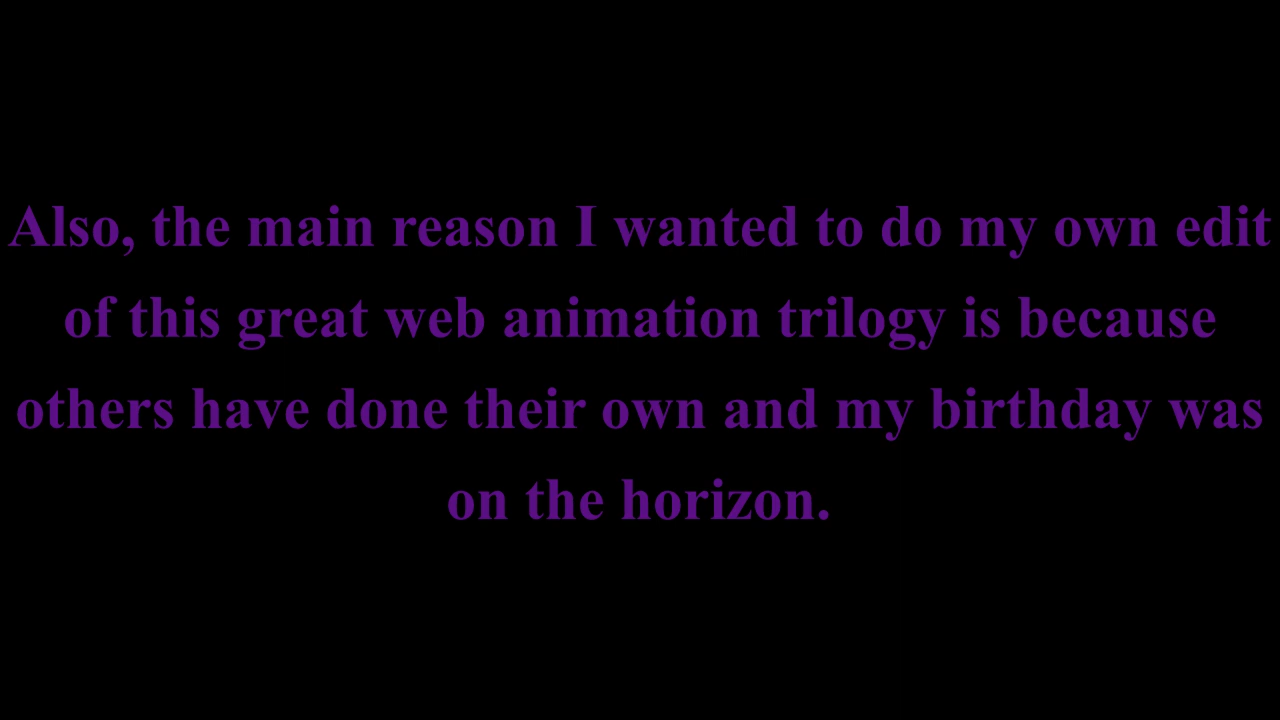 Also, the main reason I wanted to do my own edit
of this great web animation trilogy is because
others have done their own and my birthday was
on the horizon.